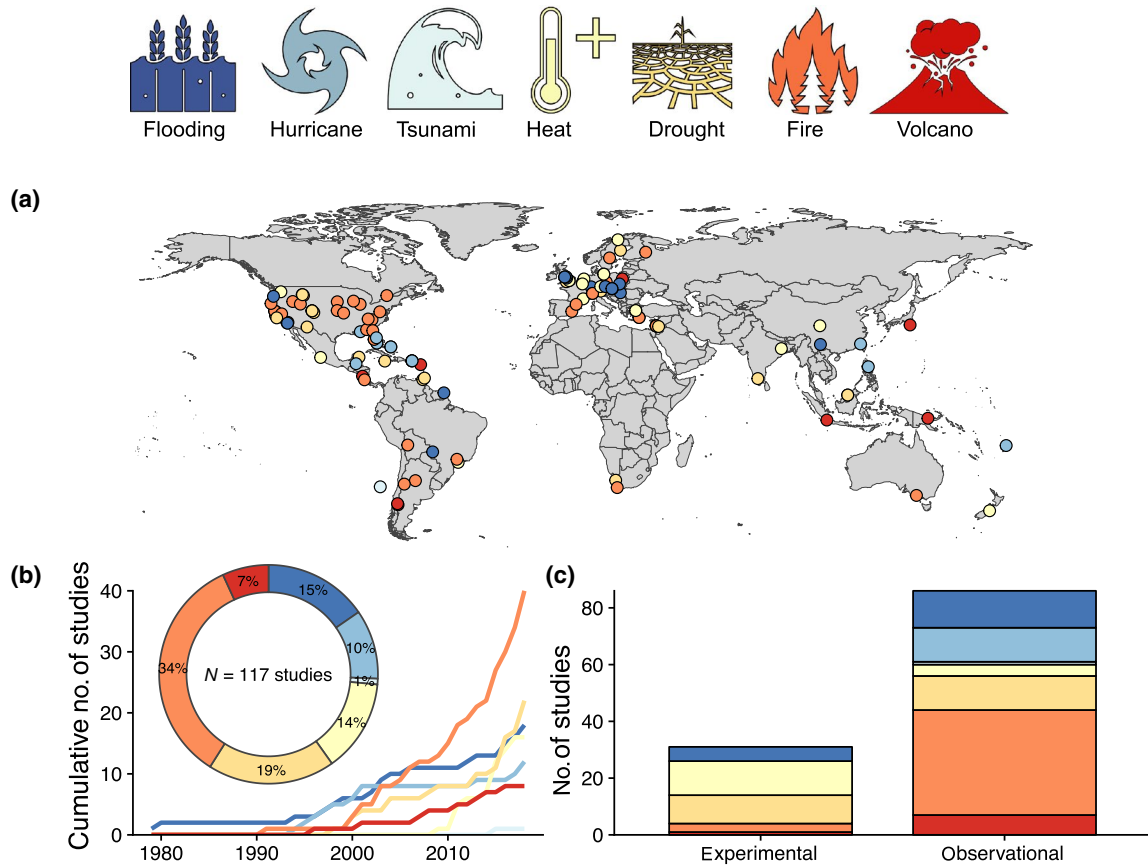 Flooding Hurricane Tsunami Heat Drought Fire Volcano
(a)
(b)
Cumulative no. of studies
40
30
20
10
0
1980 1990 2000 2010
7%
15%
10%
1%
14%
19%
34%
N = 117 studies
(c)
No. of studies
80
60
40
20
0
Experimental Observational